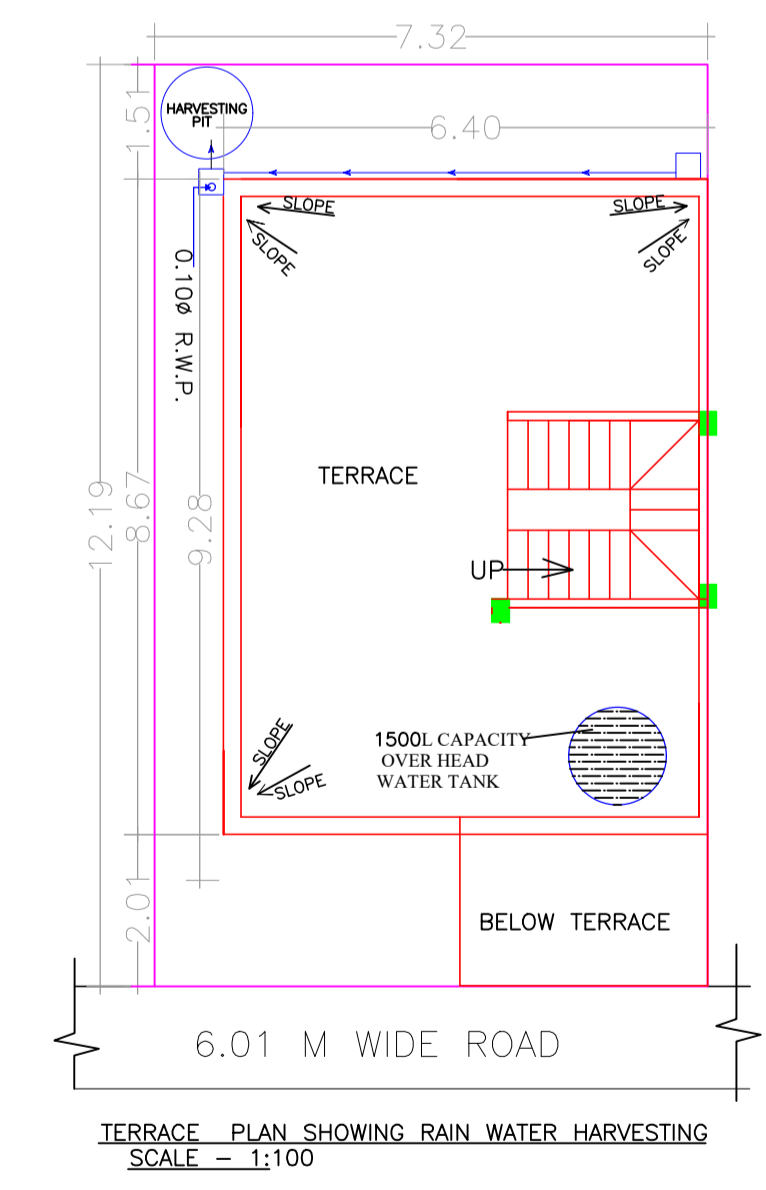 7.32
HARVESTING
PIT
1.51
6.40
SLOPE
SLOPE
SLOPE
SLOPE
0.10ø R.W.P.
12.19
8.67
9.28
TERRACE
UP
SLOPE
SLOPE
1500L CAPACITY
OVER HEAD
WATER TANK
2.01
BELOW TERRACE
6.01 M WIDE ROAD
TERRACE PLAN SHOWING RAIN WATER HARVESTING
SCALE – 1:100